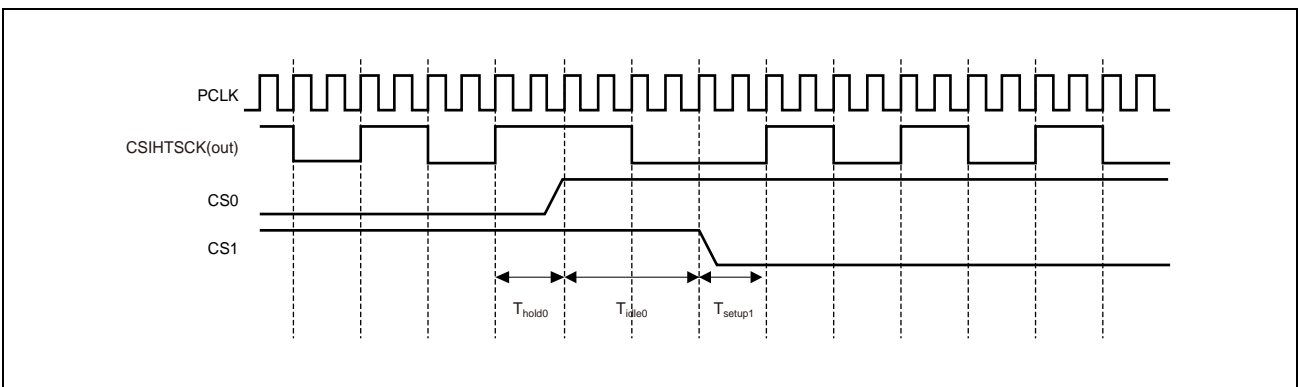 PCLK
CSIHTSCK(out)
CS0
CS1
Thold0 Tidle0 Tsetup1